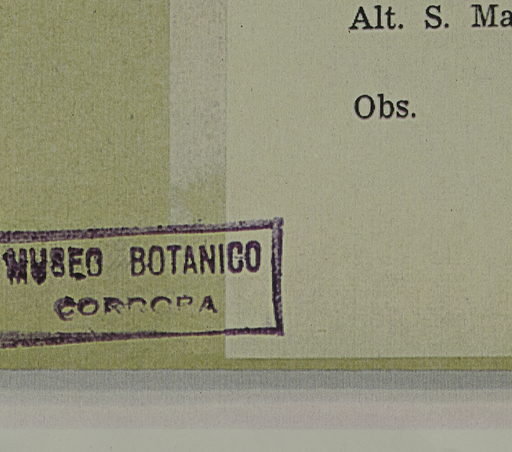 Alt. S. Ma
Obs.
MUSEO BOTANICO
CORDOBA